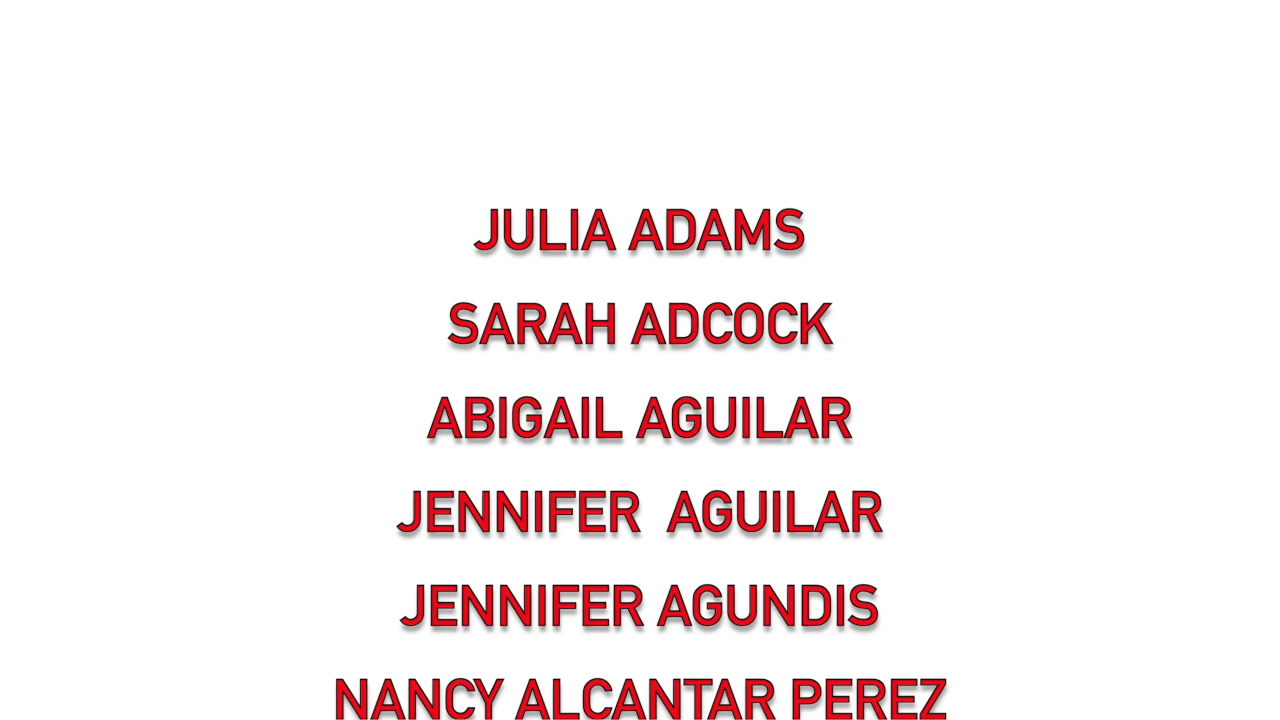 JULIA ADAMS
SARAH ADCOCK
ABIGAIL AGUILAR
JENNIFER  AGUILAR
JENNIFER AGUNDIS
NANCY ALCANTAR PEREZ